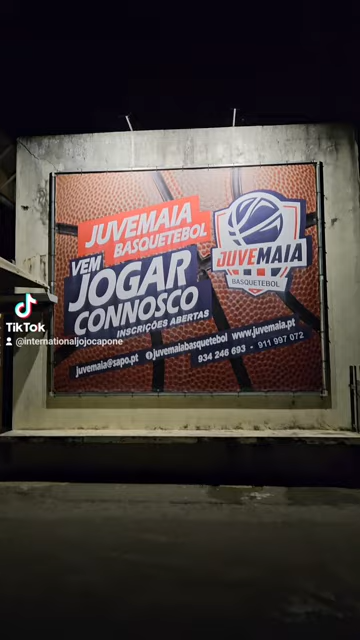 JUVEMAIA
BASQUETEBOL
VEM
JOGAR
CONNOSCO
INSCRIÇÕES ABERTAS
juvemaia@sapo.pt juvemaiabasquetebol www.juvemaia.pt
934 246 693 - 911 997 072
JUVEMAIA
BASQUETEBOL
TikTok
@internationaljojocapone